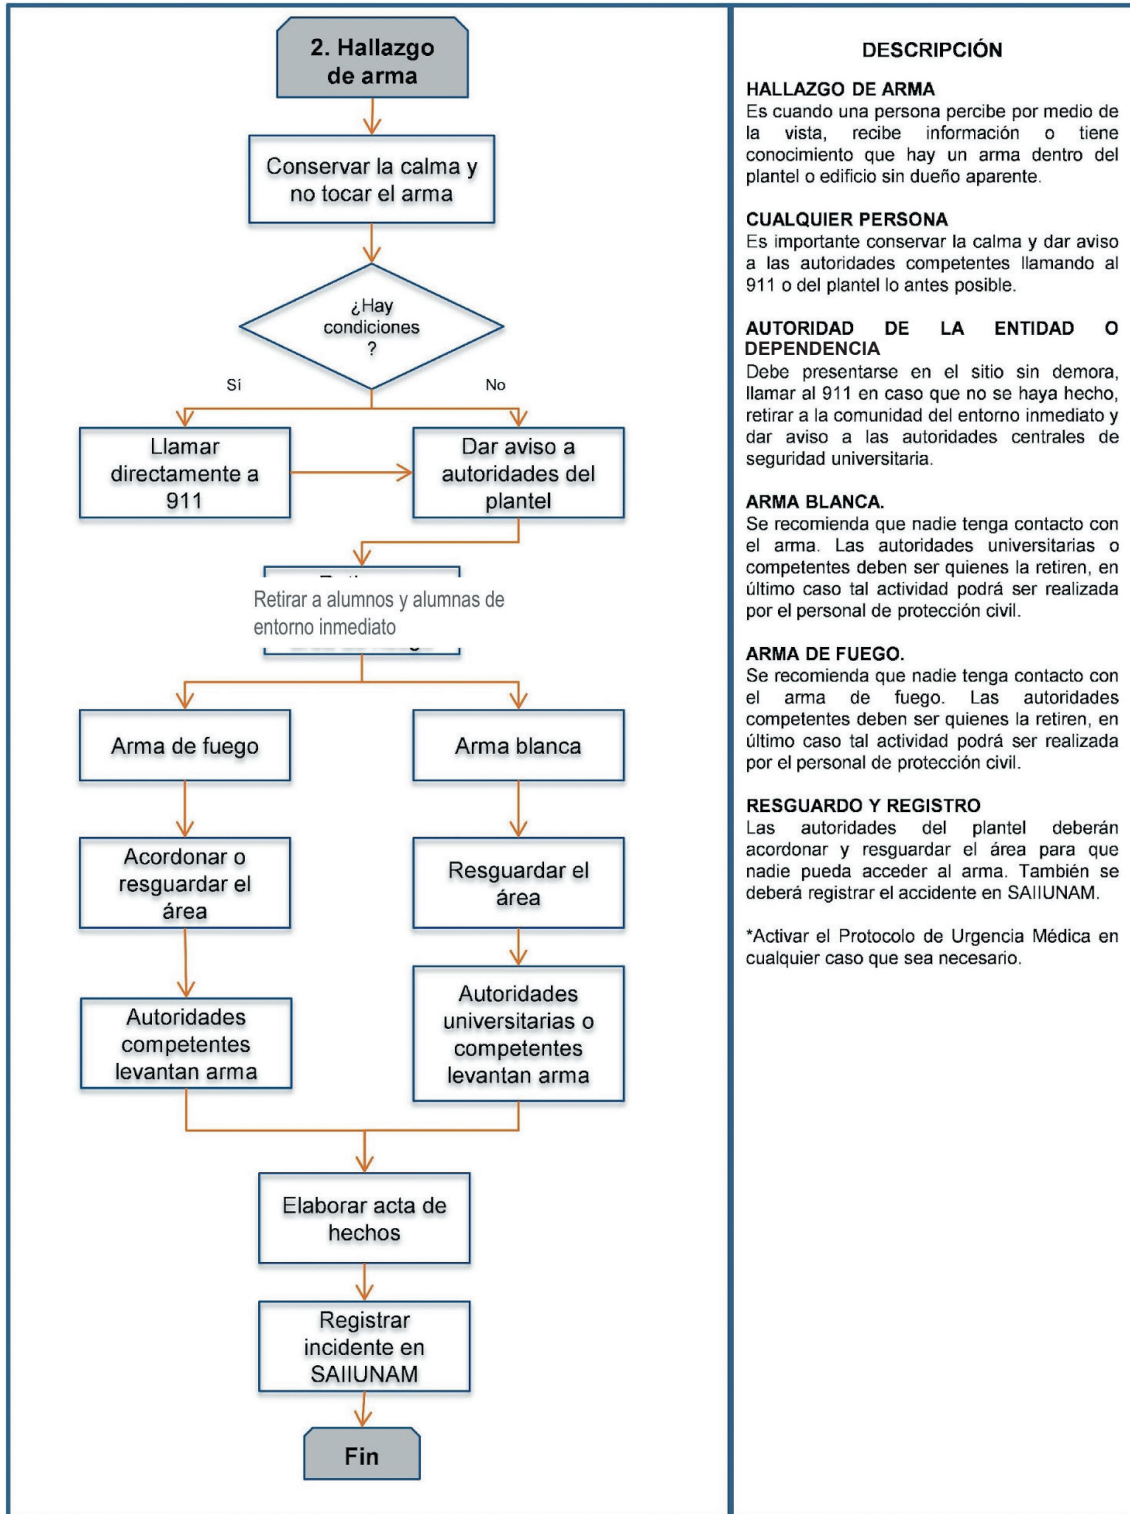 2. Hallazgo
de arma
Conservar la calma y
no tocar el arma
¿Hay
condiciones
?
Sí
No
Llamar
directamente a
911
Dar aviso a
autoridades del
plantel
Retirar a alumnos y alumnas de
entorno inmediato
Arma de fuego
Arma blanca
Acordonar o
resguardar el
área
Resguardar el
área
Autoridades
competentes
levantan arma
Autoridades
universitarias o
competentes
levantan arma
Elaborar acta de
hechos
Registrar
incidente en
SAIIUNAM
Fin
DESCRIPCIÓN
HALLAZGO DE ARMA
Es cuando una persona percibe por medio de
la vista, recibe información o tiene
conocimiento que hay un arma dentro del
plantel o edificio sin dueño aparente.
CUALQUIER PERSONA
Es importante conservar la calma y dar aviso
a las autoridades competentes llamando al
911 o del plantel lo antes posible.
AUTORIDAD DE LA ENTIDAD O
DEPENDENCIA
Debe presentarse en el sitio sin demora,
llamar al 911 en caso que no se haya hecho,
retirar a la comunidad del entorno inmediato y
dar aviso a las autoridades centrales de
seguridad universitaria.
ARMA BLANCA.
Se recomienda que nadie tenga contacto con
el arma. Las autoridades universitarias o
competentes deben ser quienes la retiren, en
último caso tal actividad podrá ser realizada
por el personal de protección civil.
ARMA DE FUEGO.
Se recomienda que nadie tenga contacto con
el arma de fuego. Las autoridades
competentes deben ser quienes la retiren, en
último caso tal actividad podrá ser realizada
por el personal de protección civil.
RESGUARDO Y REGISTRO
Las autoridades del plantel deberán
acordonar y resguardar el área para que
nadie pueda acceder al arma. También se
deberá registrar el accidente en SAIIUNAM.
*Activar el Protocolo de Urgencia Médica en
cualquier caso que sea necesario.